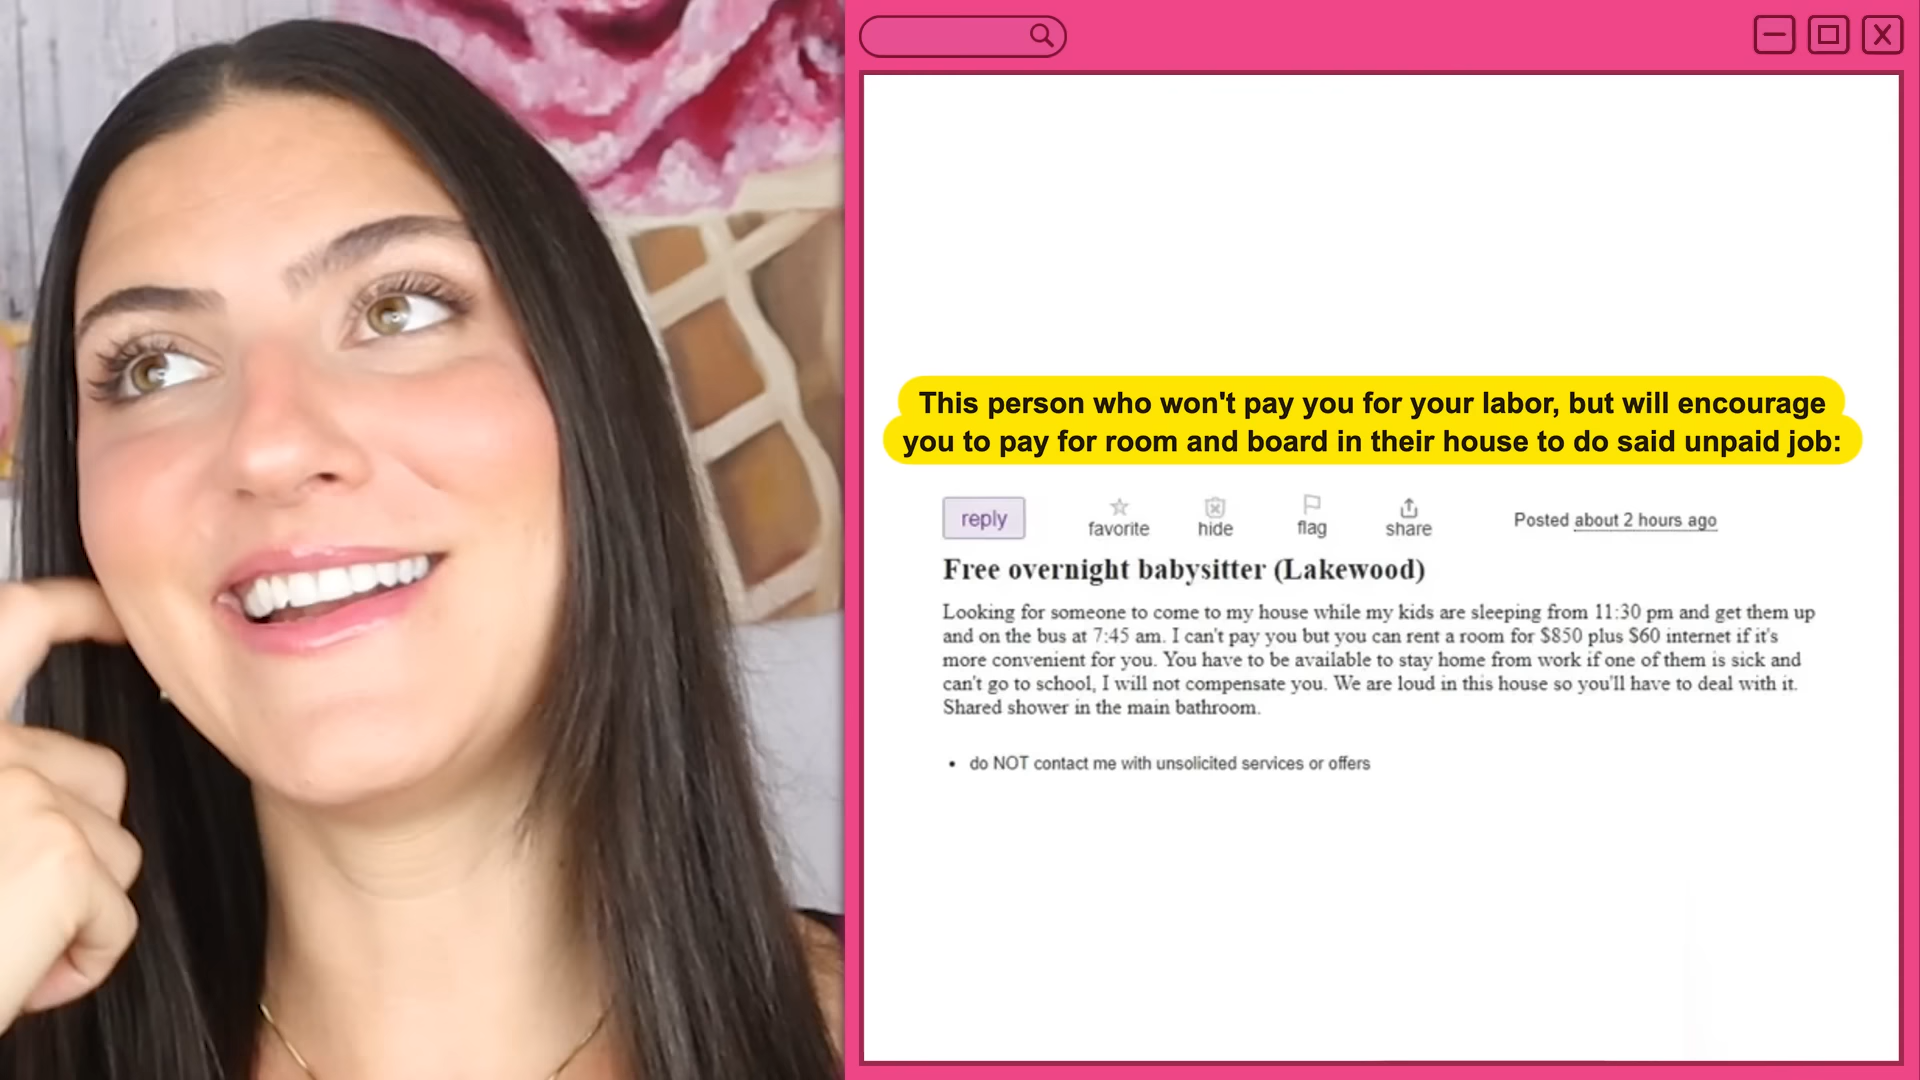 This person who won't pay you for your labor, but will encourage
you to pay for room and board in their house to do said unpaid job:
reply
favorite
hide
flag
share
Posted about 2 hours ago
Free overnight babysitter (Lakewood)
Looking for someone to come to my house while my kids are sleeping from 11:30 pm and get them up
and on the bus at 7:45 am. I can't pay you but you can rent a room for $850 plus $60 internet if it's
more convenient for you. You have to be available to stay home from work if one of them is sick and
can't go to school, I will not compensate you. We are loud in this house so you'll have to deal with it.
Shared shower in the main bathroom.
• do NOT contact me with unsolicited services or offers